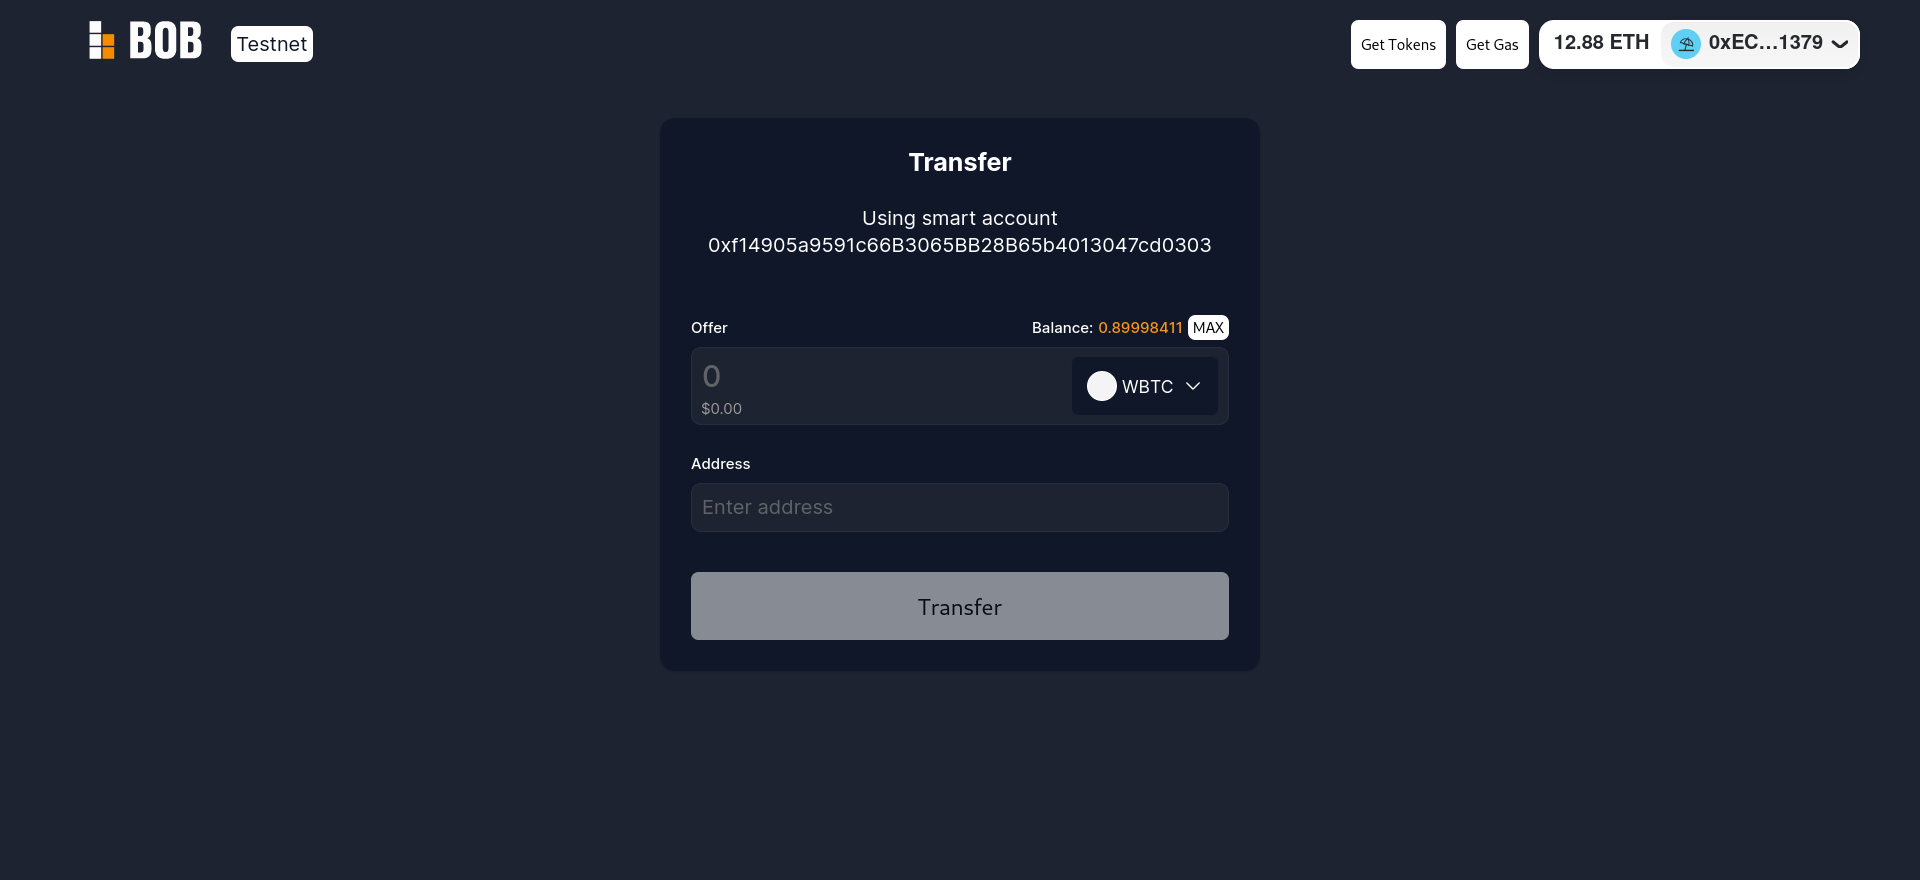 BOB
Testnet
Get Tokens
Get Gas
12.88 ETH
0xEC...1379
Transfer
Using smart account
0xf14905a9591c66B3065BB28B65b4013047cd0303
Offer
Balance: 0.89998411 MAX
0
WBTC
$0.00
Address
Enter address
Transfer